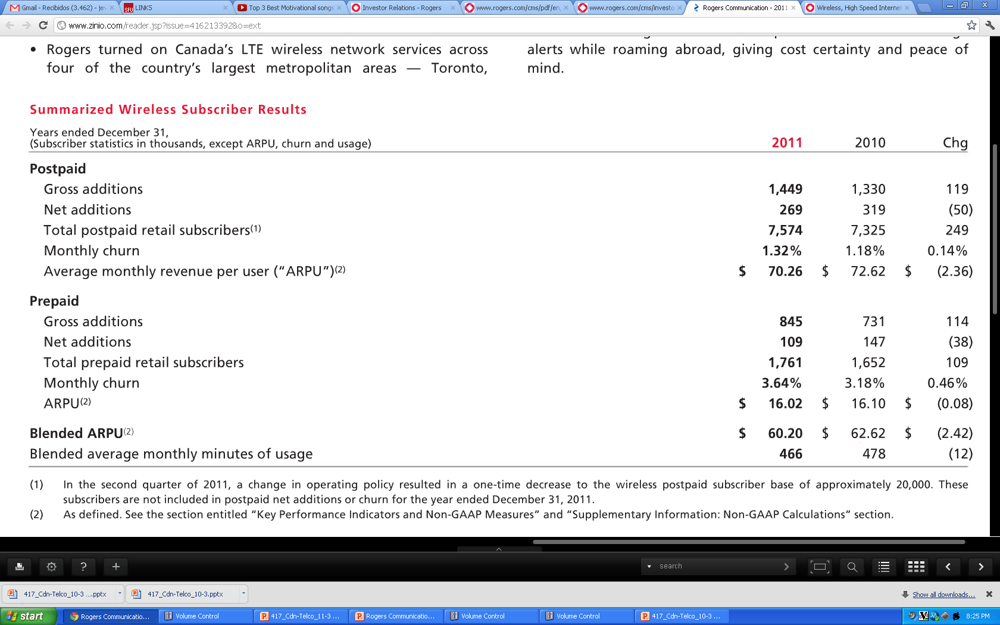 Gmail - Recibidos (3.462) - je
LINKS
Top 3 Best Motivational songs
Investor Relations - Rogers
www.rogers.com/cms/pdf/en
www.rogers.com/cms/investo
Rogers Communication - 2011
Wireless, High Speed Internet
www.zinio.com/reader.jsp?issue=416213392&o=ext
• Rogers turned on Canada’s LTE wireless network services across
four of the country’s largest metropolitan areas — Toronto,
alerts while roaming abroad, giving cost certainty and peace of
mind.
Summarized Wireless Subscriber Results
Years ended December 31,
(Subscriber statistics in thousands, except ARPU, churn and usage) 2011 2010 Chg
Postpaid
Gross additions 1,449 1,330 119
Net additions 269 319 (50)
Total postpaid retail subscribers(1) 7,574 7,325 249
Monthly churn 1.32% 1.18% 0.14%
Average monthly revenue per user (“ARPU”)(2) $ 70.26 $ 72.62 $ (2.36)
Prepaid
Gross additions 845 731 114
Net additions 109 147 (38)
Total prepaid retail subscribers 1,761 1,652 109
Monthly churn 3.64% 3.18% 0.46%
ARPU(2) $ 16.02 $ 16.10 $ (0.08)
Blended ARPU(2) $ 60.20 $ 62.62 $ (2.42)
Blended average monthly minutes of usage 466 478 (12)
(1) In the second quarter of 2011, a change in operating policy resulted in a one-time decrease to the wireless postpaid subscriber base of approximately 20,000. These
subscribers are not included in postpaid net additions or churn for the year ended December 31, 2011.
(2) As defined. See the section entitled “Key Performance Indicators and Non-GAAP Measures” and “Supplementary Information: Non-GAAP Calculations” section.
search
417_Cdn-Telco_10-3 ....pptx
417_Cdn-Telco_10-3.pptx
Show all downloads...
start
Rogers Communicatio...
Volume Control
417_Cdn-Telco_11-3 ...
Rogers Communicatio...
Volume Control
Volume Control
417_Cdn-Telco_10-3 ...
8:25 PM